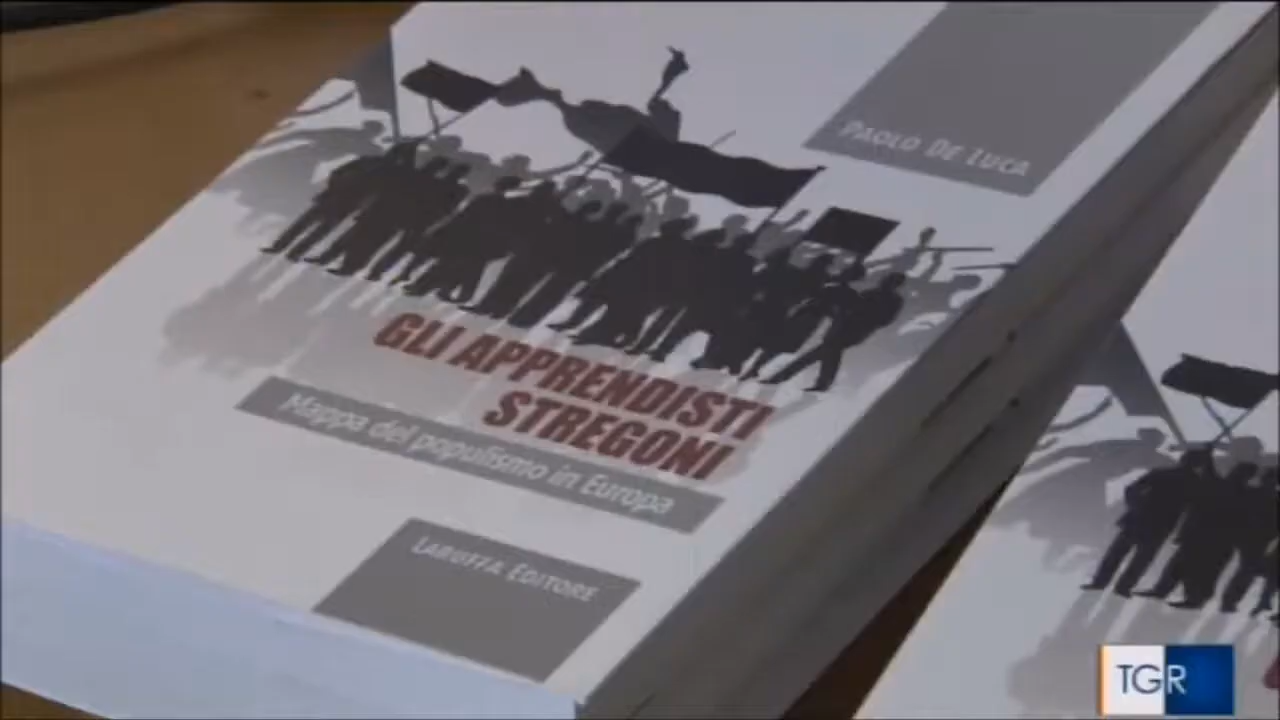 PAOLO DE LUCA
GLI APPRENDISTI
STREGONI
Mappa del populismo in Europa
LARUFFA EDITORE
TGR